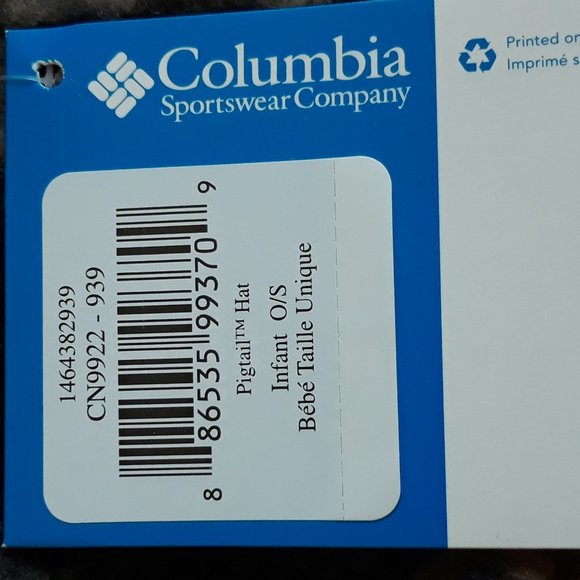 Columbia
Sportswear Company
Printed on
Imprimé s
1464382939
CN9922 - 939
8 86535 99370 9
Pigtail™ Hat
Infant O/S
Bébé Taille Unique